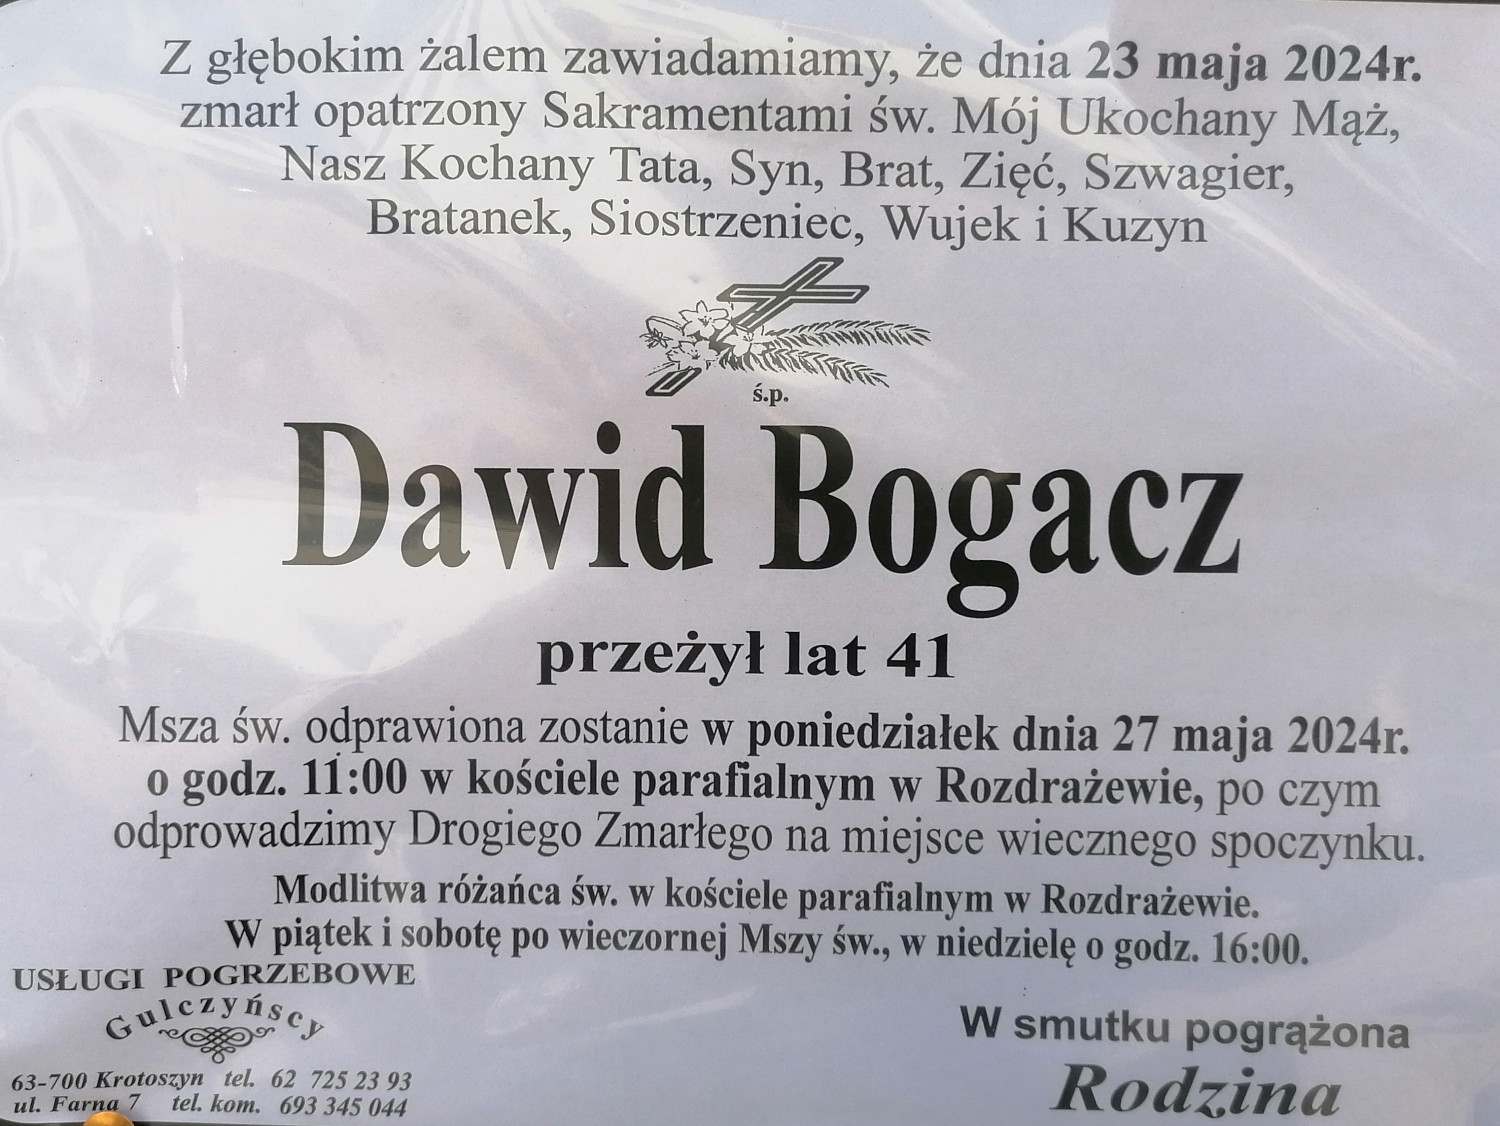 Z głębokim żalem zawiadamiamy, że dnia 23 maja 2024r.
zmarł opatrzony Sakramentami św. Mój Ukochany Mąż,
Nasz Kochany Tata, Syn, Brat, Zięć, Szwagier,
Bratanek, Siostrzeniec, Wujek i Kuzyn
ś.p.
Dawid Bogacz
przeżył lat 41
Msza św. odprawiona zostanie w poniedziałek dnia 27 maja 2024r.
o godz. 11:00 w kościele parafialnym w Rozdrażewie, po czym
odprowadzimy Drogiego Zmarłego na miejsce wiecznego spoczynku.
Modlitwa różańca św. w kościele parafialnym w Rozdrażewie.
W piątek i sobotę po wieczornej Mszy św., w niedzielę o godz. 16:00.
USŁUGI POGRZEBOWE
Gulczyńscy
63-700 Krotoszyn tel. 62 725 23 93
ul. Farna 7 tel. kom. 693 345 044
W smutku pogrążona
Rodzina